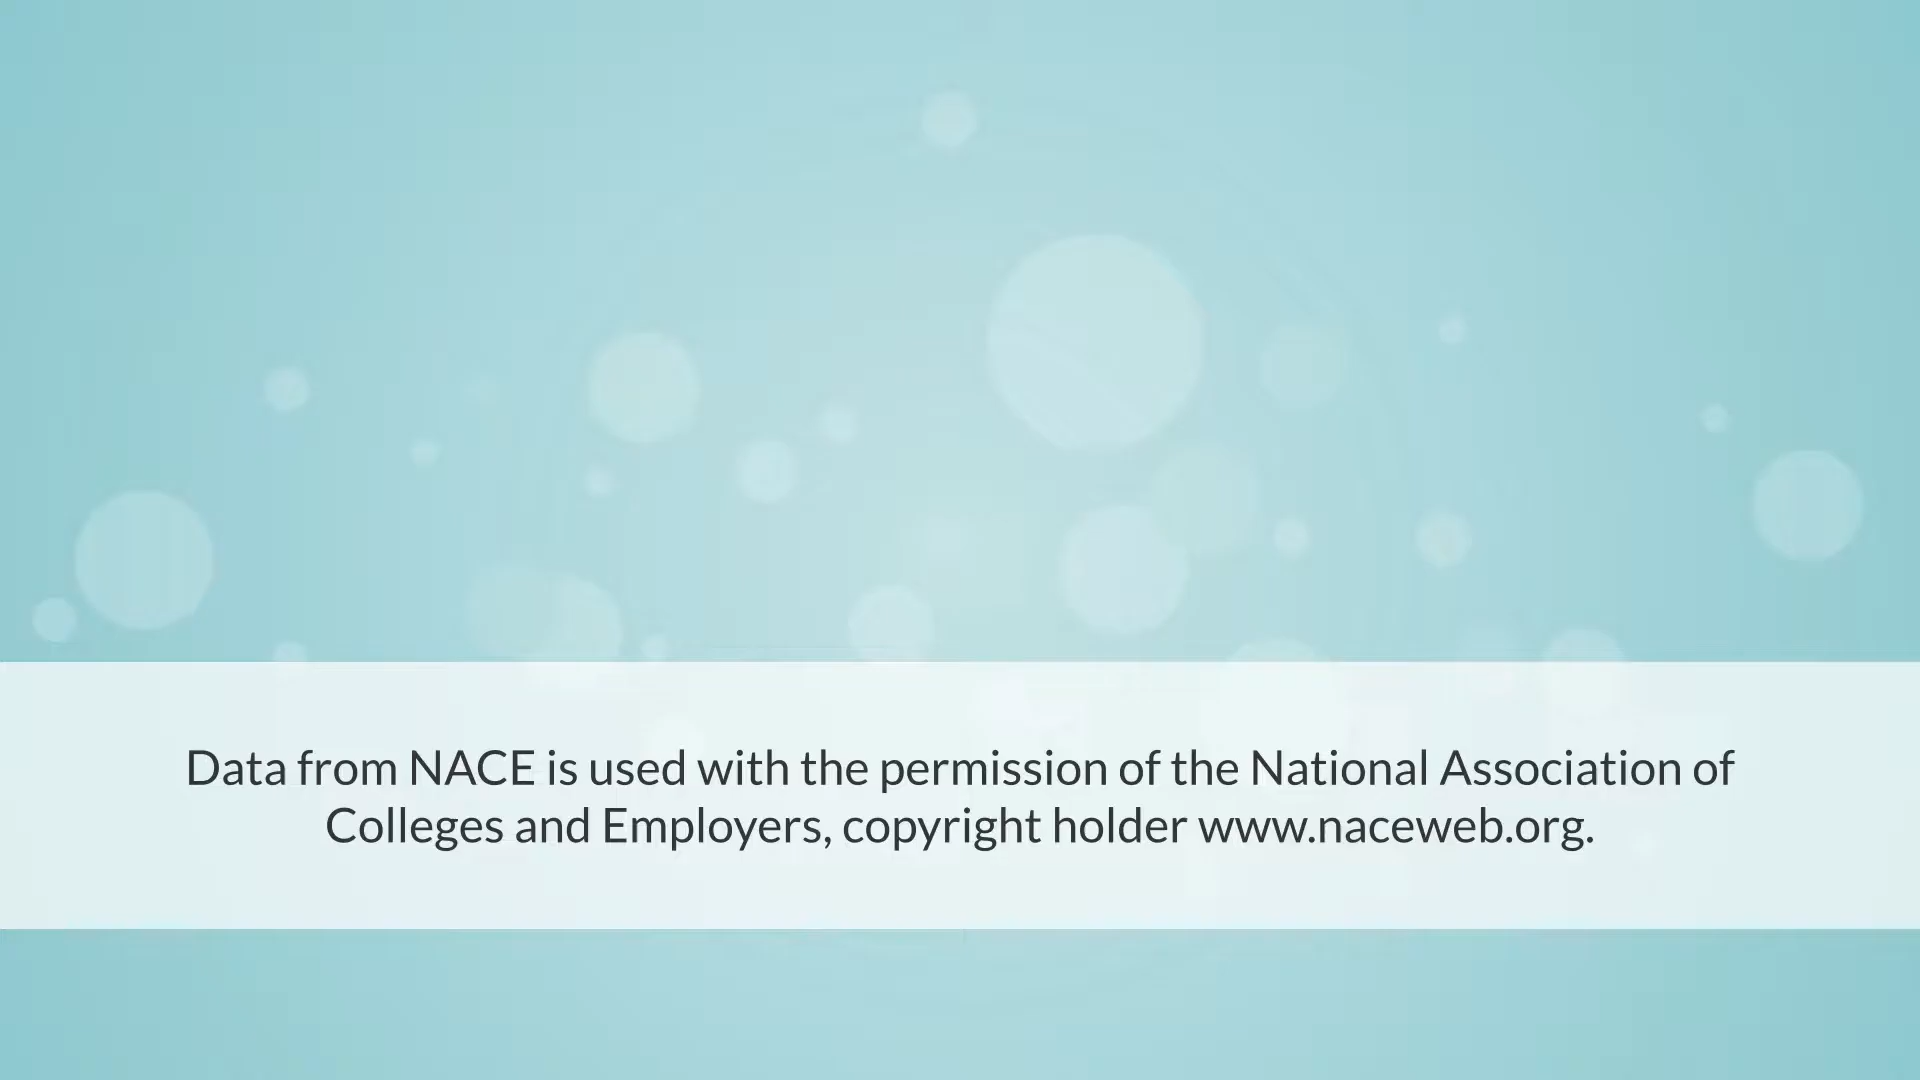 Data from NACE is used with the permission of the National Association of
Colleges and Employers, copyright holder www.naceweb.org.